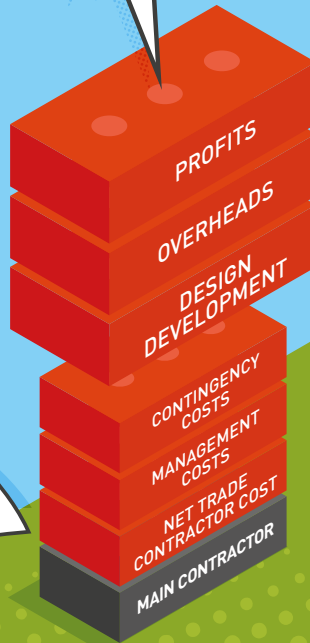 PROFITS
OVERHEADS
DESIGN
DEVELOPMENT
CONTINGENCY
COSTS
MANAGEMENT
COSTS
NET TRADE
CONTRACTOR COST
MAIN CONTRACTOR